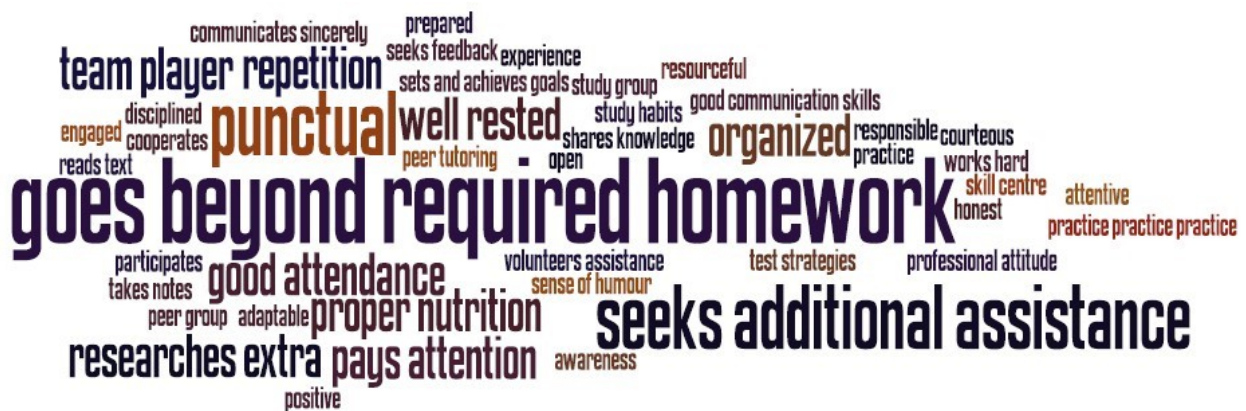 prepared
communicates sincerely
seeks feedback
experience
team player
repetition
sets and achieves goals
study group
resourceful
disciplined
punctual
well rested
study habits
good communication skills
engaged
cooperates
shares knowledge
organized
responsible
courteous
reads text
peer tutoring
open
practice
works hard
goes beyond required homework
skill centre
attentive
honest
practice practice practice
participates
good attendance
volunteers assistance
test strategies
professional attitude
takes notes
sense of humour
peer group
adaptable
proper nutrition
seeks additional assistance
researches extra
pays attention
awareness
positive